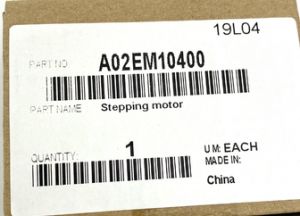 19L04
PART NO A02EM10400
PART NAME Stepping motor
QUANTITY: 1 U/M: EACH
MADE IN:
China